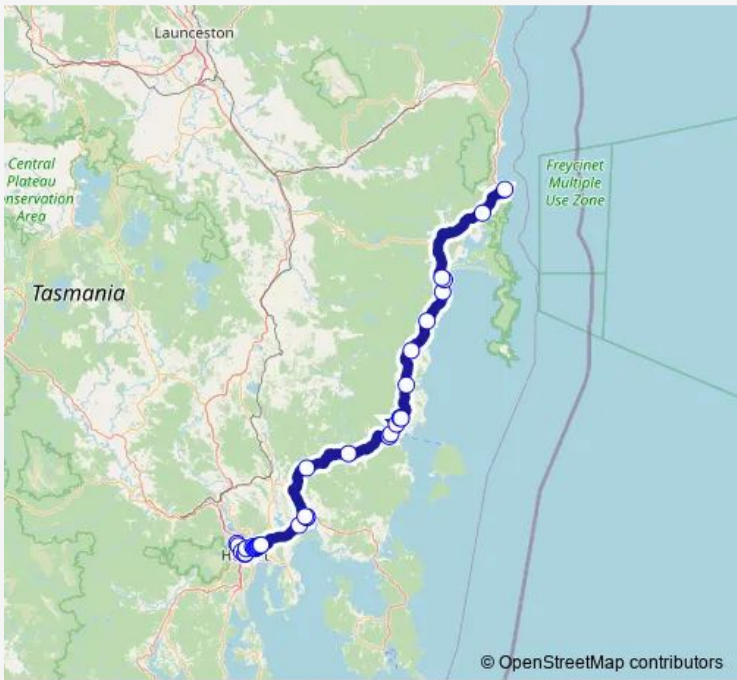 Launceston
Central
Plateau
onservation
Area
Freycinet
Multiple
Use Zone
Tasmania
© OpenStreetMap contributors